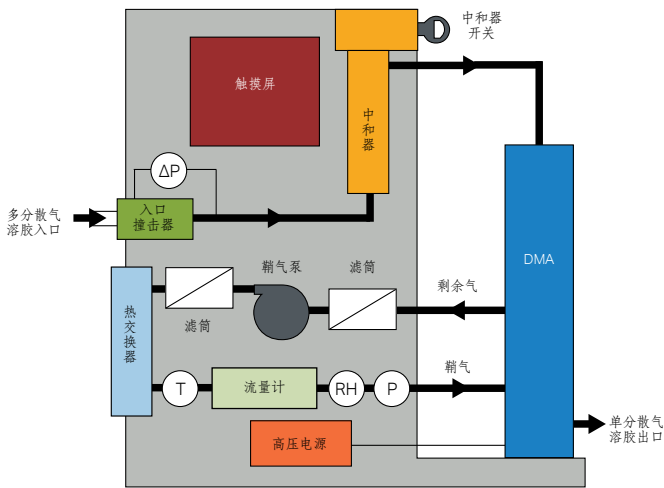 中和器
开关
触摸屏
中和器
ΔP
多分散气
溶胶入口
入口
撞击器
DMA
鞘气泵
滤筒
剩余气
滤筒
热交换器
鞘气
T
流量计
RH
P
单分散气
溶胶出口
高压电源